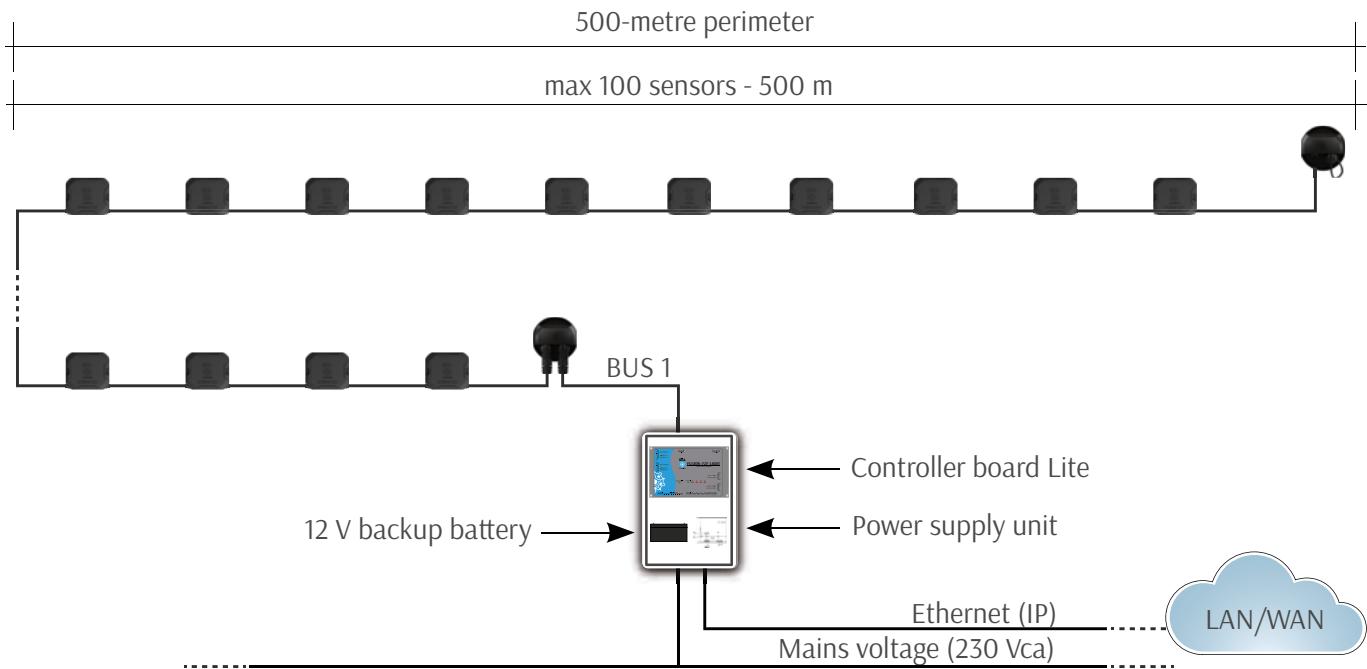 500-metre perimeter
max 100 sensors - 500 m
BUS 1
Controller board Lite
12 V backup battery
Power supply unit
Ethernet (IP)
LAN/WAN
Mains voltage (230 Vca)